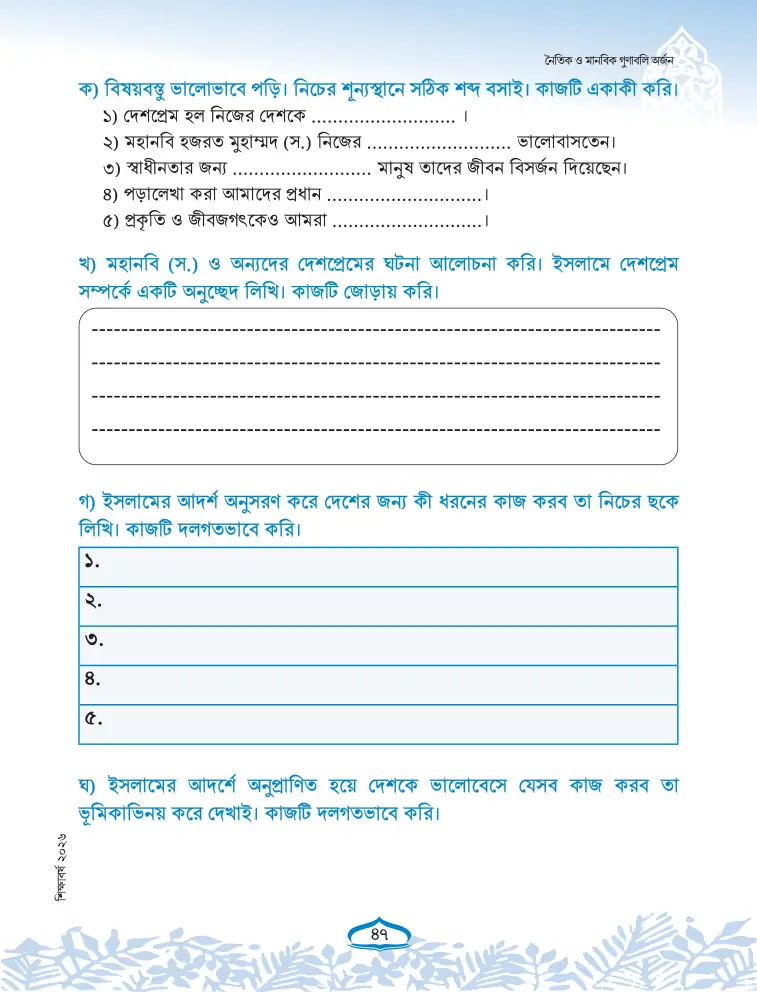 নৈতিক ও মানবিক গুণাবলি অর্জন
ক) বিষয়বস্তু ভালোভাবে পড়ি। নিচের শূন্যস্থানে সঠিক শব্দ বসাই। কাজটি একাকী করি।
১) দেশপ্রেম হল নিজের দেশকে ........................... ।
২) মহানবি হজরত মুহাম্মদ (স.) নিজের ........................... ভালোবাসতেন।
৩) স্বাধীনতার জন্য .......................... মানুষ তাদের জীবন বিসর্জন দিয়েছেন।
৪) পড়ালেখা করা আমাদের প্রধান .............................।
৫) প্রকৃতি ও জীবজগৎকেও আমরা ............................।
খ) মহানবি (স.) ও অন্যদের দেশপ্রেমের ঘটনা আলোচনা করি। ইসলামে দেশপ্রেম
সম্পর্কে একটি অনুচ্ছেদ লিখি। কাজটি জোড়ায় করি।
গ) ইসলামের আদর্শ অনুসরণ করে দেশের জন্য কী ধরনের কাজ করব তা নিচের ছকে
লিখি। কাজটি দলগতভাবে করি।
১.
২.
৩.
৪.
৫.
ঘ) ইসলামের আদর্শে অনুপ্রাণিত হয়ে দেশকে ভালোবেসে যেসব কাজ করব তা
ভূমিকাভিনয় করে দেখাই। কাজটি দলগতভাবে করি।
শিক্ষাবর্ষ ২০২৬
৪৭